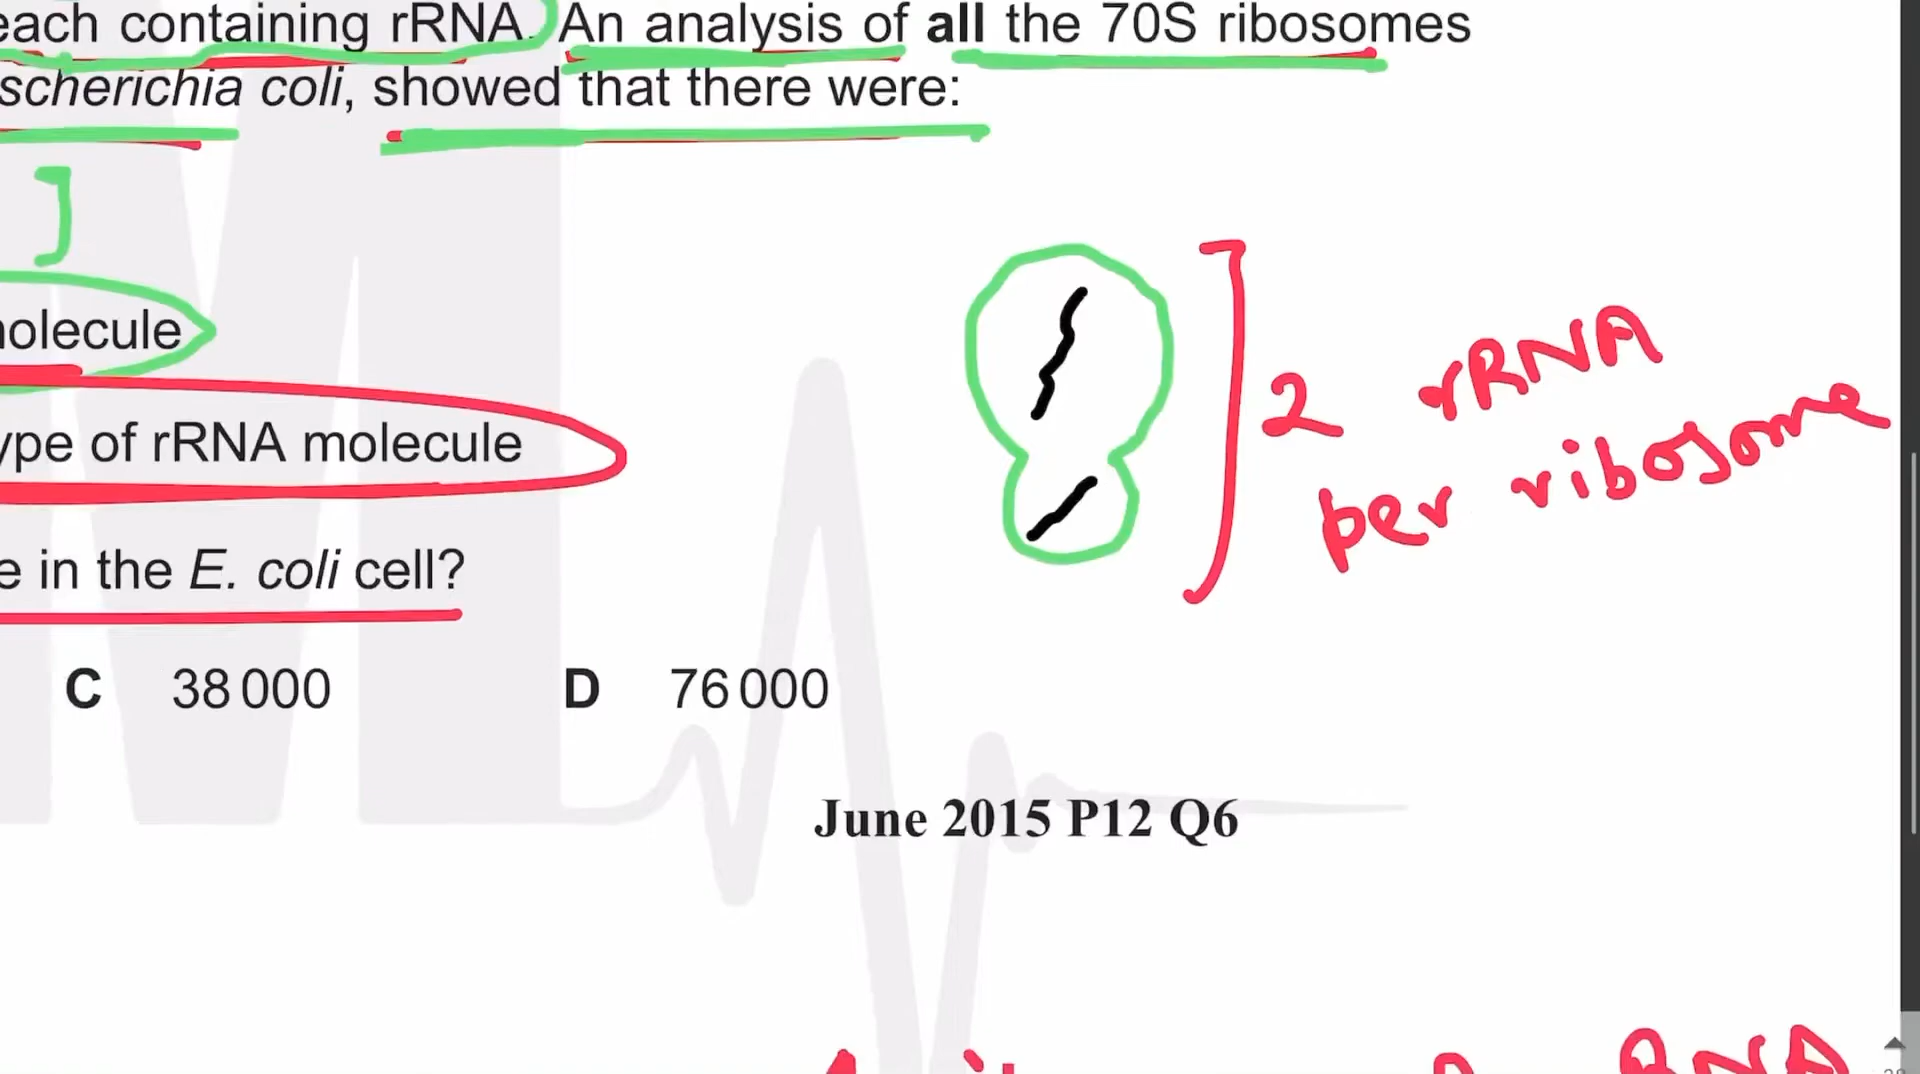 each containing rRNA. An analysis of all the 70S ribosomes
scherichia coli, showed that there were:
]
olecule
ype of rRNA molecule
e in the E. coli cell?
C 38 000 D 76 000
] 2 rRNA
per ribosome
June 2015 P12 Q6